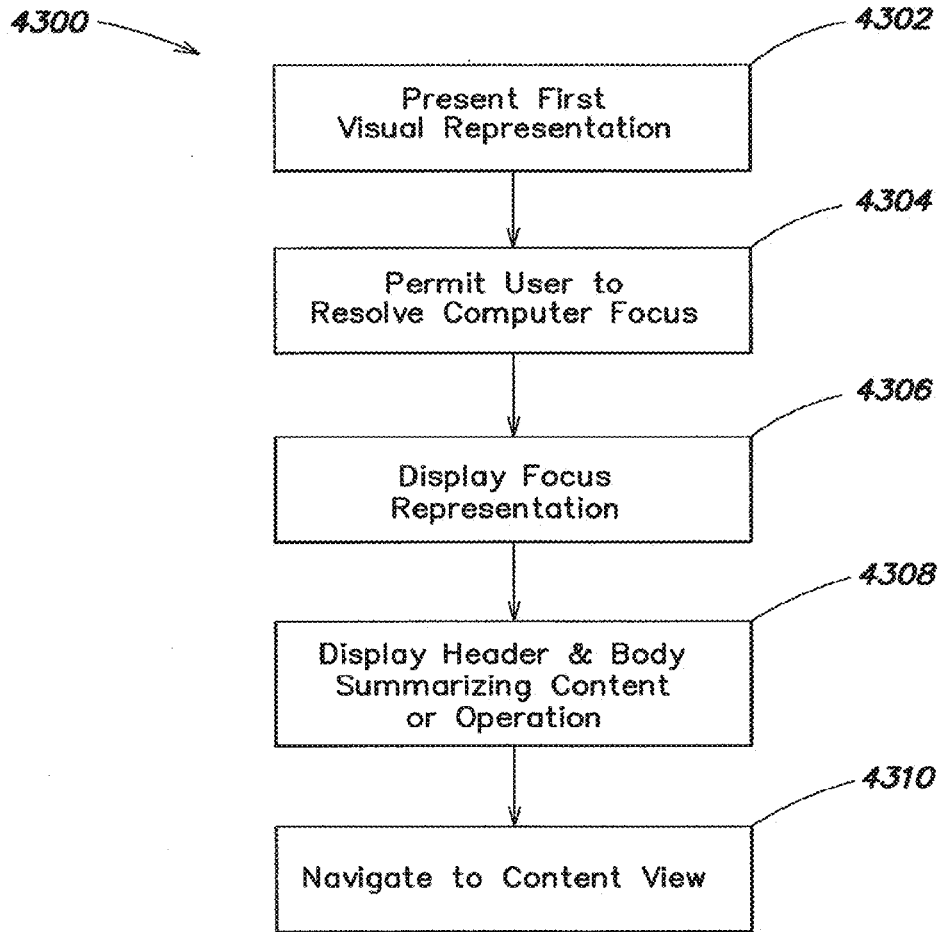 4300
4302
Present First
Visual Representation
4304
Permit User to
Resolve Computer Focus
4306
Display Focus
Representation
4308
Display Header & Body
Summarizing Content
or Operation
4310
Navigate to Content View